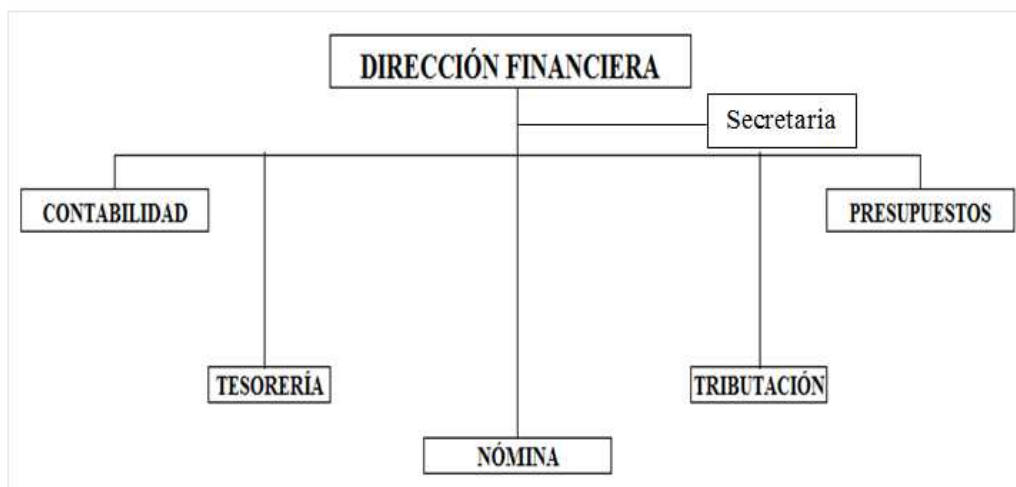 DIRECCIÓN FINANCIERA
Secretaria
CONTABILIDAD
PRESUPUESTOS
TESORERÍA
TRIBUTACIÓN
NÓMINA